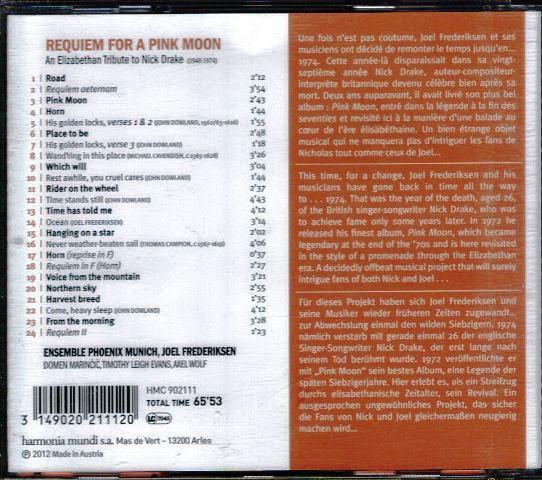 REQUIEM FOR A PINK MOON
An Elizabethan Tribute to Nick Drake (1948-1974)
1 Road 2'12
2 Requiem aeternam 3'54
3 Pink Moon 2'43
4 Horn 1'44
5 His golden locks, verses 1 & 2 (JOHN DOWLAND, 1562/63-1626) 1'55
6 Place to be 2'48
7 His golden locks, verse 3 (JOHN DOWLAND) 1'18
8 Wand'ring in this place (MICHAEL CAVENDISH, c.1565-1628) 3'26
9 Which will 3'04
10 Rest awhile, you cruel cares (JOHN DOWLAND) 1'44
11 Rider on the wheel 2'37
12 Time stands still (JOHN DOWLAND) 4'43
13 Time has told me 4'12
14 Ocean (JOEL FREDERIKSEN) 3'14
15 Hanging on a star 2'02
16 Never weather-beaten sail (THOMAS CAMPION, c.1567-1619) 4'06
17 Horn (reprise in F) 0'37
18 Requiem in F (Horn) 2'27
19 Voice from the mountain 3'21
20 Northern sky 2'55
21 Harvest breed 1'35
22 Come, heavy sleep (JOHN DOWLAND) 4'12
23 From the morning 3'28
24 Requiem II 1'23
ENSEMBLE PHOENIX MUNICH, JOEL FREDERIKSEN
DOMEN MARINČIČ, TIMOTHY LEIGH EVANS, AXEL WOLF
HMC 902111
TOTAL TIME 65'53
LC 7045
3 149020 211120
harmonia mundi s.a. Mas de Vert - 13200 Arles
℗ 2012 Made in Austria
Une fois n'est pas coutume, Joel Frederiksen et
ses musiciens ont décidé de remonter le temps jusqu'en...
1974. Cette année-là disparaissait dans sa vingt-
septième année Nick Drake, auteur-compositeur-
interprète britannique devenu célèbre bien après sa
mort. Deux ans auparavant, il avait livré son plus bel
album : Pink Moon, entré dans la légende à la fin des
seventies et revisité ici à la manière d'une balade au
cœur de l'ère élisabéthaine. Un bien étrange objet
musical qui ne manquera pas d'intriguer les fans de
Nicholas tout comme ceux de Joel...
This time, for a change, Joel Frederiksen and his
musicians have gone back in time all the way
to . . . 1974. That was the year of the death, aged 26,
of the British singer-songwriter Nick Drake, who was
to achieve fame only some years later. In 1972 he
released his finest album, Pink Moon, which became
legendary at the end of the '70s and is here revisited
in the style of a promenade through the Elizabethan
era. A decidedly offbeat musical project that will surely
intrigue fans of both Nick and Joel . . .
Für dieses Projekt haben sich Joel Frederiksen und
seine Musiker wieder früheren Zeiten zugewandt...
zur Abwechslung einmal den wilden Siebzigern. 1974
nämlich verstarb mit gerade einmal 26 der englische
Singer-Songwriter Nick Drake, der erst lange nach
seinem Tod berühmt wurde. 1972 veröffentlichte er
mit „Pink Moon“ sein bestes Album, eine Legende der
späten Siebzigerjahre. Hier erlebt es, als ein Streifzug
durchs elisabethanische Zeitalter, sein Revival. Ein
ausgesprochen ungewöhnliches Projekt, das sicher
die Fans von Nick und Joel gleichermaßen neugierig
machen wird...